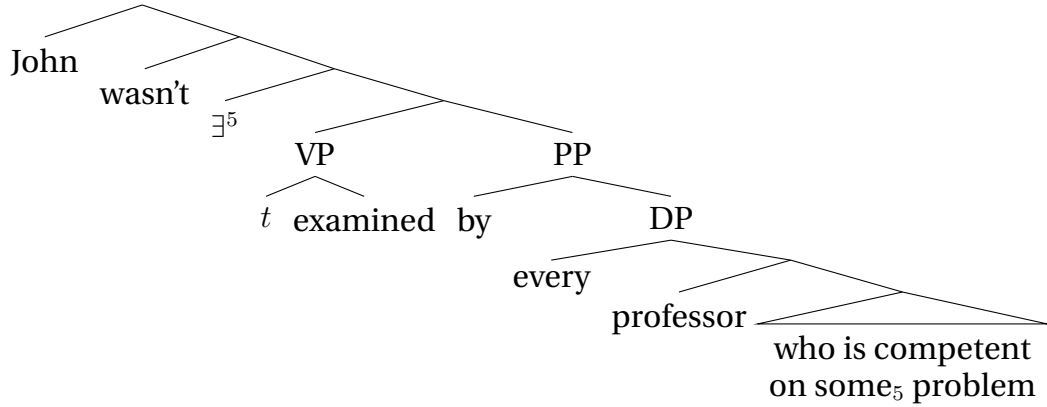 John
wasn't
∃⁵
VP PP
t examined by DP
every
professor
who is competent
on some₅ problem